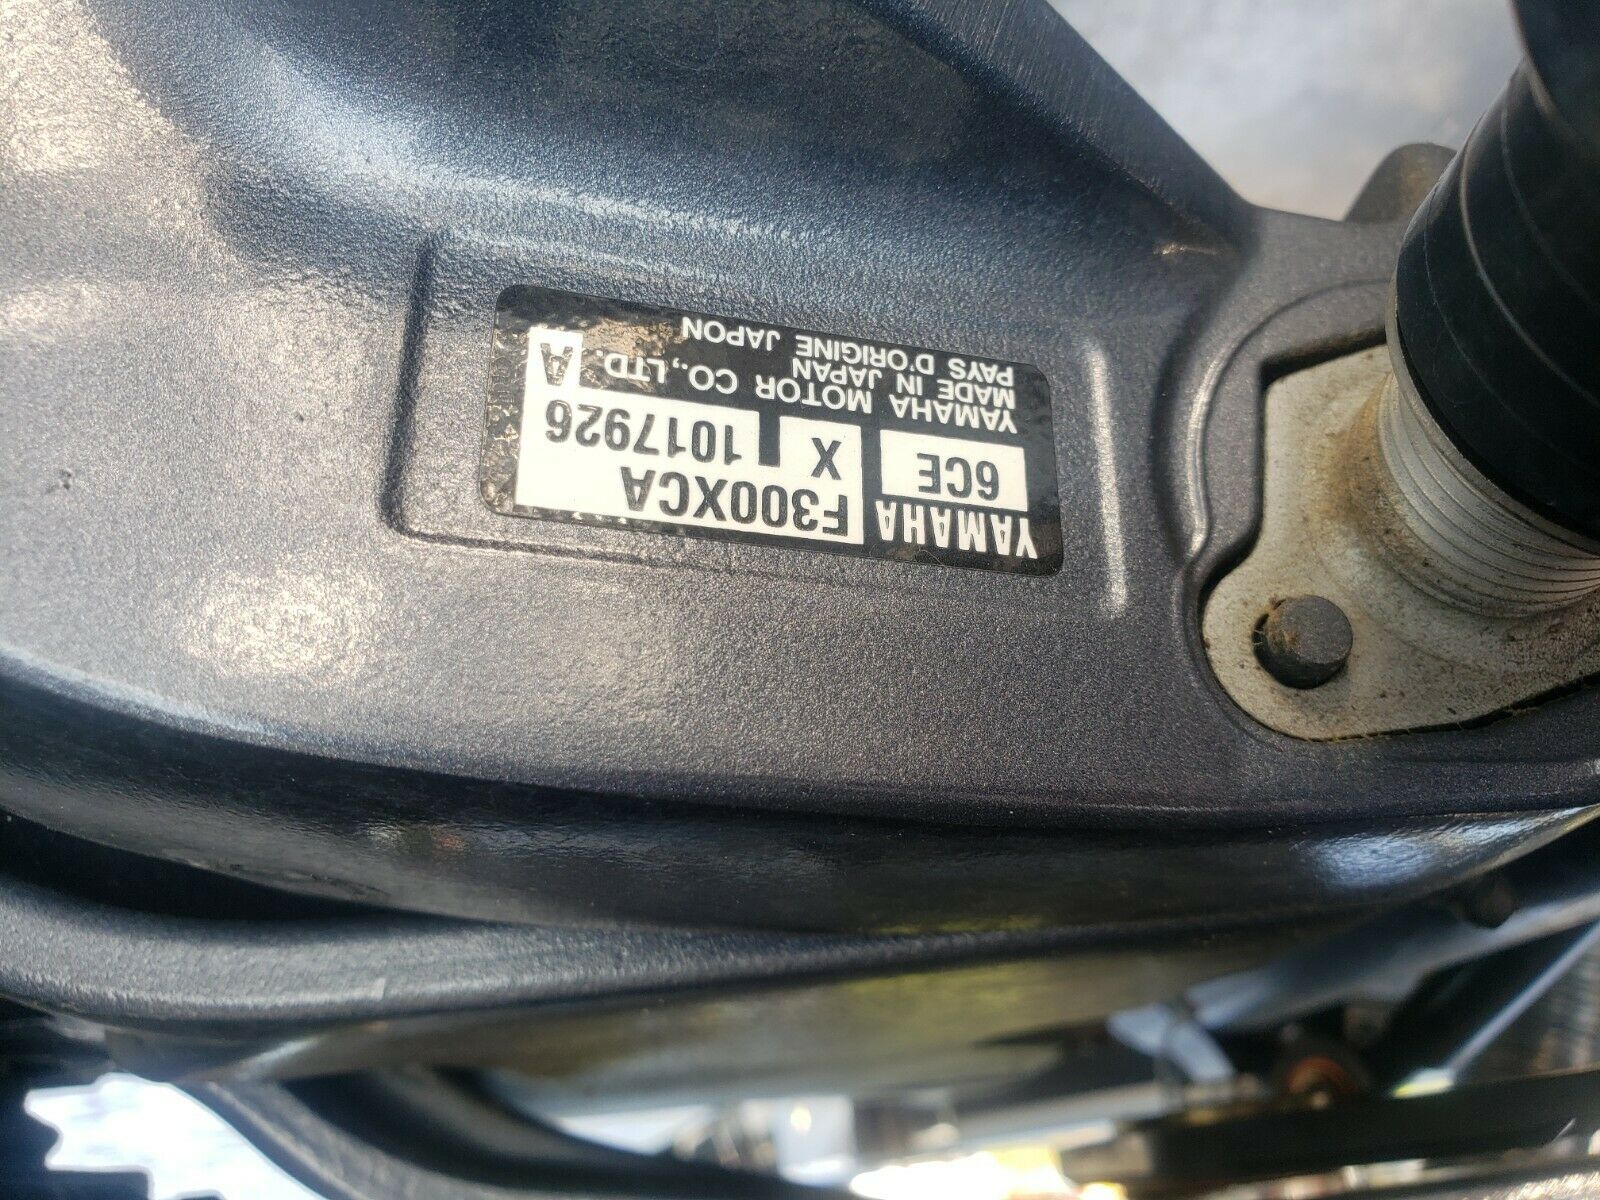 YAMAHA F300XCA
6CE X 1017926
YAMAHA MOTOR CO., LTD. A
MADE IN JAPAN
PAYS D'ORIGINE JAPON